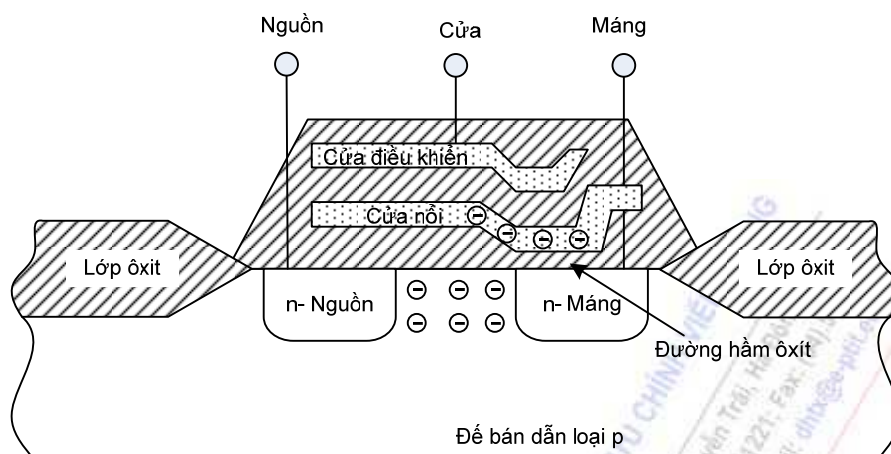 Nguồn
Cửa
Máng
Cửa điều khiển
Cửa nổi
Lớp ôxit
Lớp ôxit
n- Nguồn
n- Máng
Đường hầm ôxít
Đế bán dẫn loại p